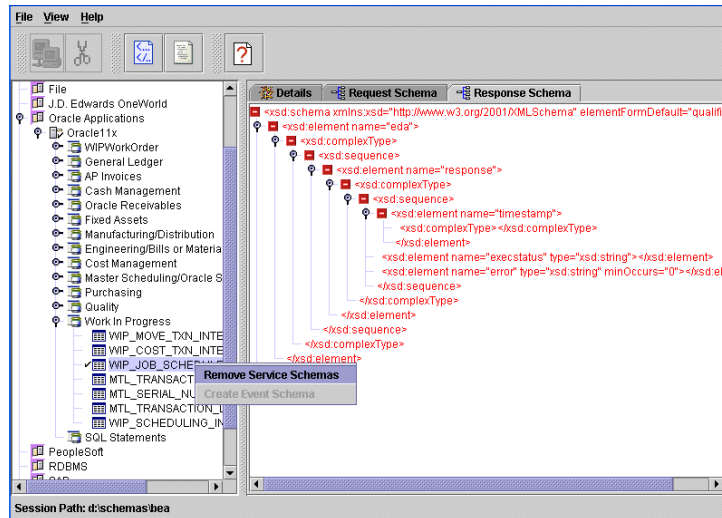 File View Help
Details Request Schema Response Schema
File
J.D. Edwards OneWorld
Oracle Applications
Oracle11x
WIPWorkOrder
General Ledger
AP Invoices
Cash Management
Oracle Receivables
Fixed Assets
Manufacturing/Distribution
Engineering/Bills or Materia
Cost Management
Master Scheduling/Oracle S
Purchasing
Quality
Work In Progress
WIP_MOVE_TXN_INTE
WIP_COST_TXN_INTE
WIP_JOB_SCHEDULE
MTL_TRANSACT
MTL_SERIAL_NU
MTL_TRANSACTION_
WIP_SCHEDULING_IN
SQL Statements
PeopleSoft
RDBMS
<xsd:schema xmlns:xsd="http://www.w3.org/2001/XMLSchema" elementFormDefault="qualifi
<xsd:element name="eda">
<xsd:complexType>
<xsd:sequence>
<xsd:element name="response">
<xsd:complexType>
<xsd:sequence>
<xsd:element name="timestamp">
<xsd:complexType></xsd:complexType>
</xsd:element>
<xsd:element name="execstatus" type="xsd:string"></xsd:element>
<xsd:element name="error" type="xsd:string" minOccurs="0"></xsd:el
</xsd:sequence>
</xsd:complexType>
</xsd:element>
</xsd:sequence>
</xsd:complexType>
</xsd:element>
Remove Service Schemas
Create Event Schema
Session Path: d:\schemas\bea